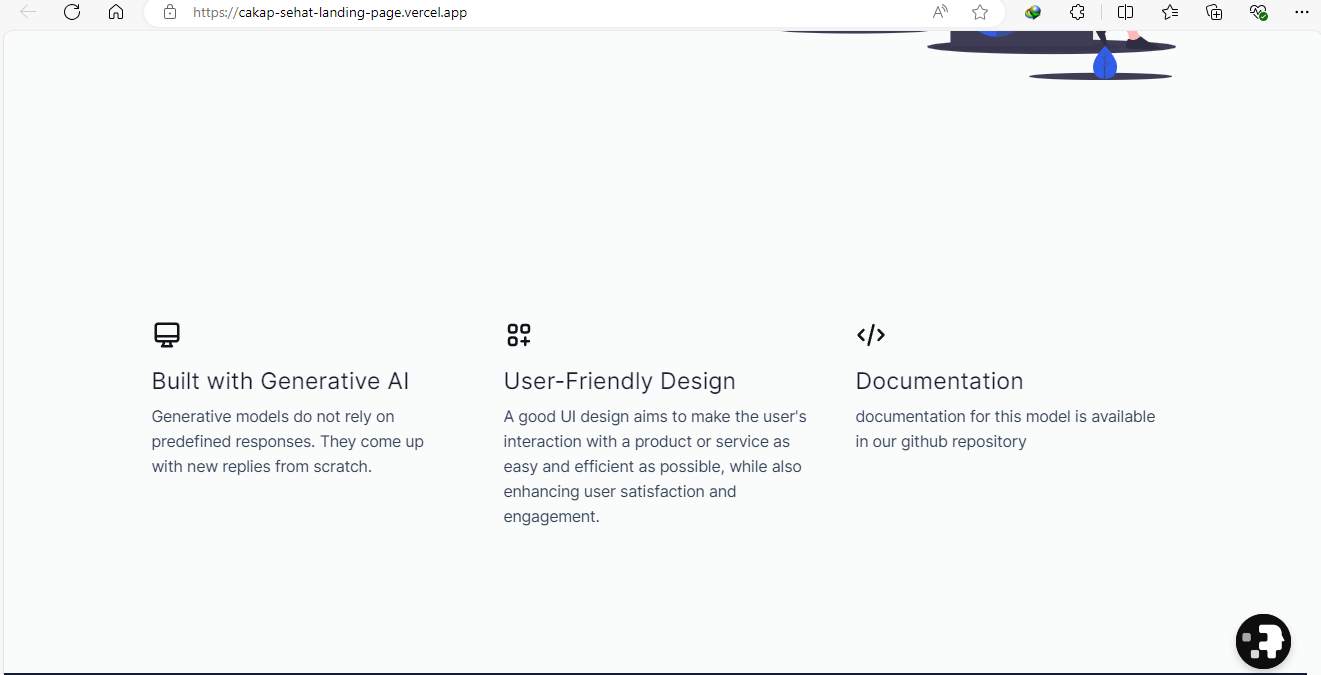 https://cakap-sehat-landing-page.vercel.app
Built with Generative AI
Generative models do not rely on
predefined responses. They come up
with new replies from scratch.
User-Friendly Design
A good UI design aims to make the user's
interaction with a product or service as
easy and efficient as possible, while also
enhancing user satisfaction and
engagement.
Documentation
documentation for this model is available
in our github repository